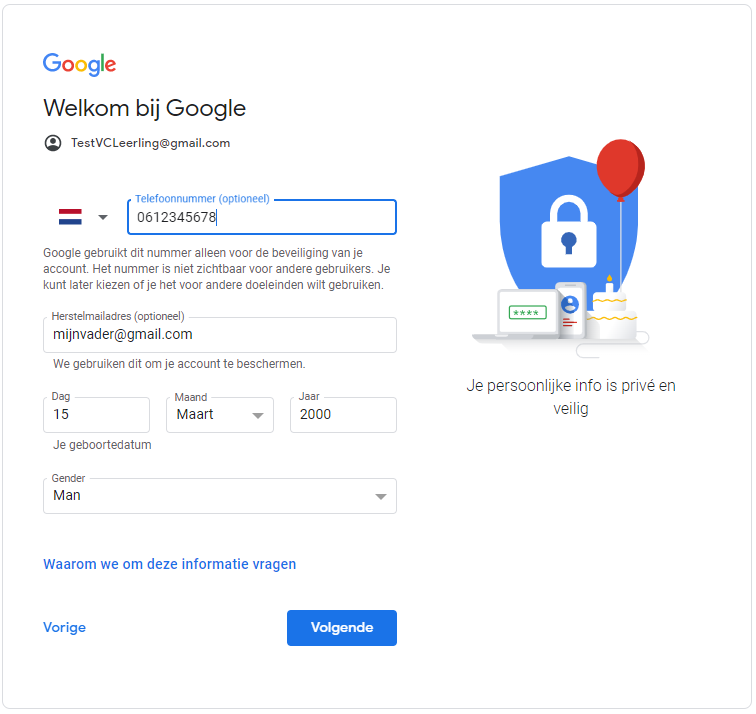 Google
Welkom bij Google
TestVCLeerling@gmail.com
Telefoonnummer (optioneel)
0612345678
Google gebruikt dit nummer alleen voor de beveiliging van je
account. Het nummer is niet zichtbaar voor andere gebruikers. Je
kunt later kiezen of je het voor andere doeleinden wilt gebruiken.
Herstelmailadres (optioneel)
mijnvader@gmail.com
We gebruiken dit om je account te beschermen.
Dag Maand Jaar
15 Maart 2000
Je geboortedatum
Gender
Man
Waarom we om deze informatie vragen
Vorige Volgende
****
Je persoonlijke info is privé en
veilig